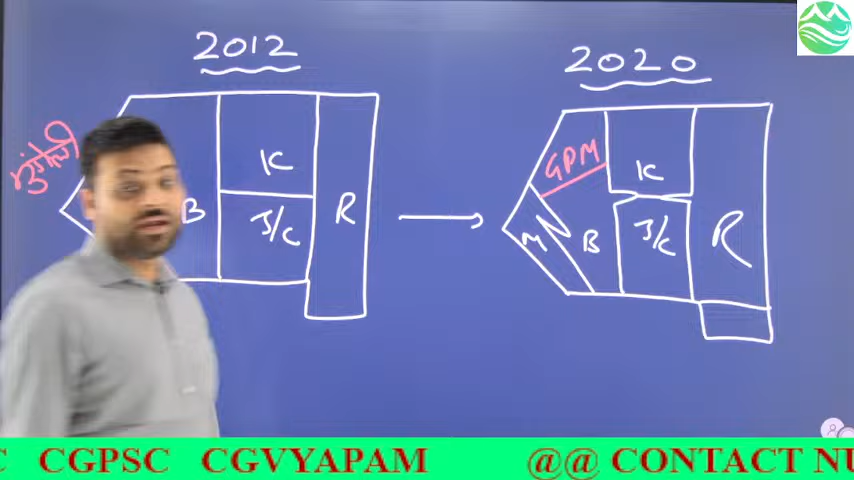 2012
2020
मुंगेली
K
B
J/C
R
GPM
K
M
B
J/C
R
CGPSC CGVYAPAM @@ CONTACT NU